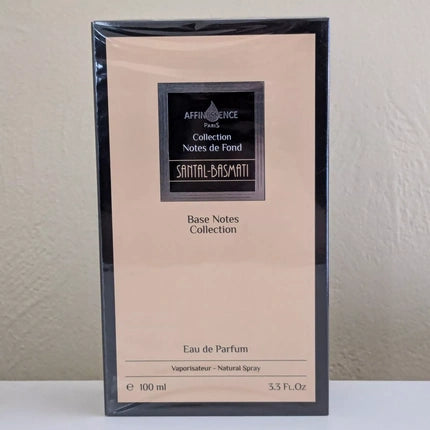 AFFINESSENCE
PARIS
Collection
Notes de Fond
SANTAL-BASMATI
Base Notes
Collection
Eau de Parfum
Vaporisateur – Natural Spray
℮ 100 ml 3.3 Fl.Oz